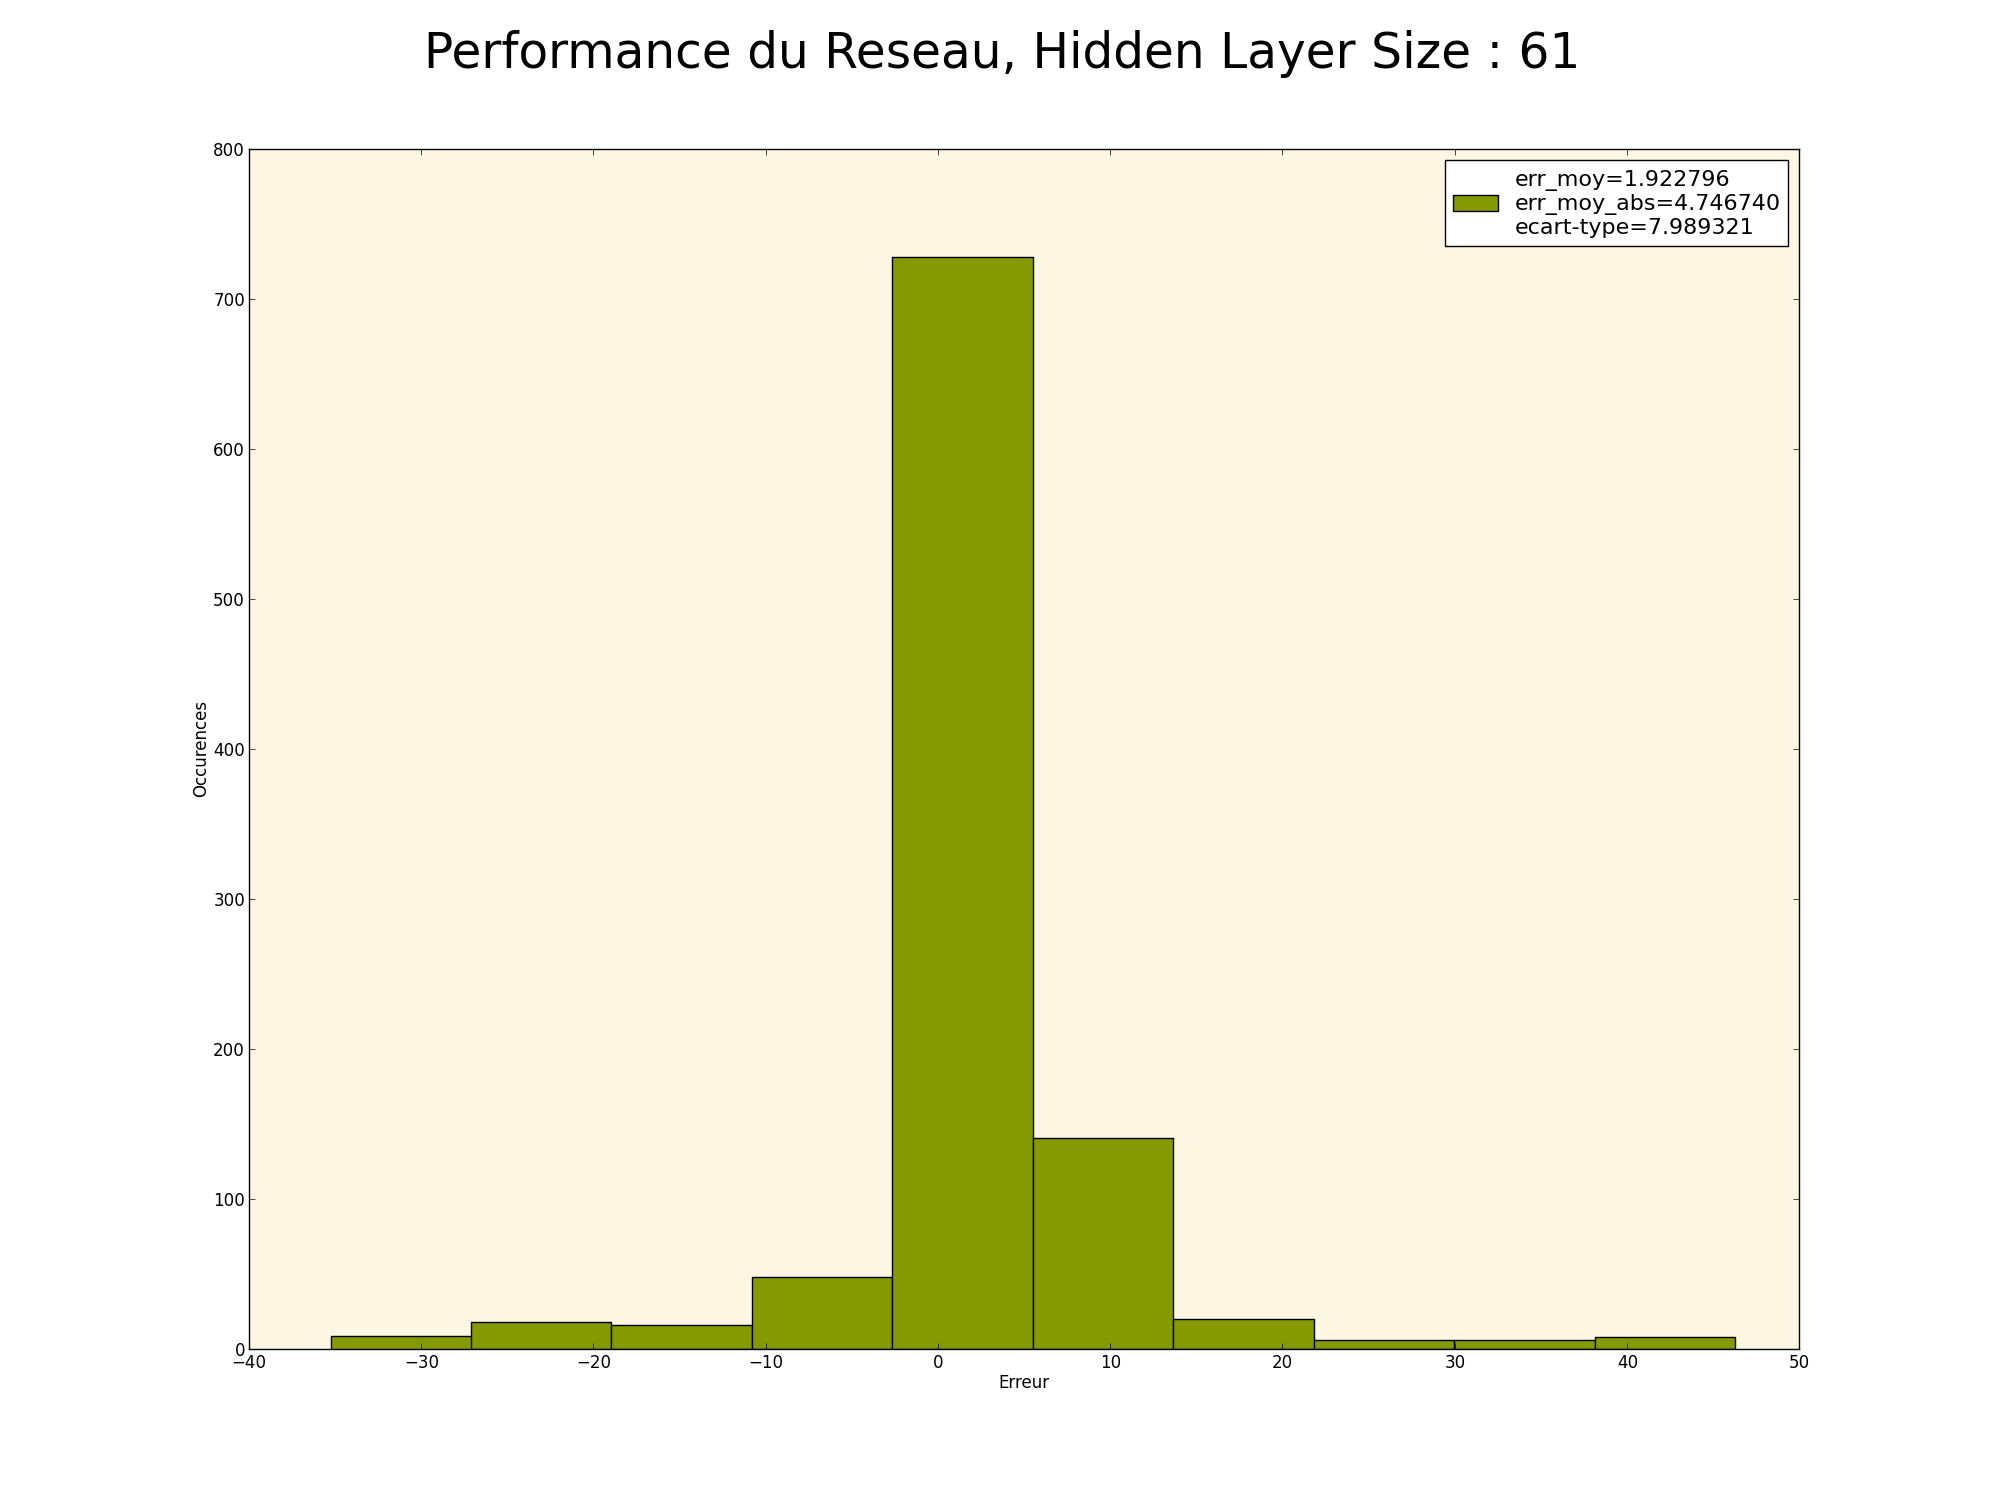 Performance du Reseau, Hidden Layer Size : 61
err_moy=1.922796
err_moy_abs=4.746740
ecart-type=7.989321
800
700
600
500
400
300
200
100
0
Occurences
−40 −30 −20 −10 0 10 20 30 40 50
Erreur